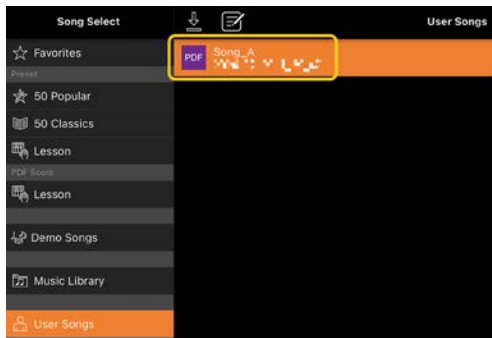 Song Select
User Songs
Favorites
Preset
50 Popular
50 Classics
Lesson
PDF Score
Lesson
Demo Songs
Music Library
User Songs
PDF
Song_A